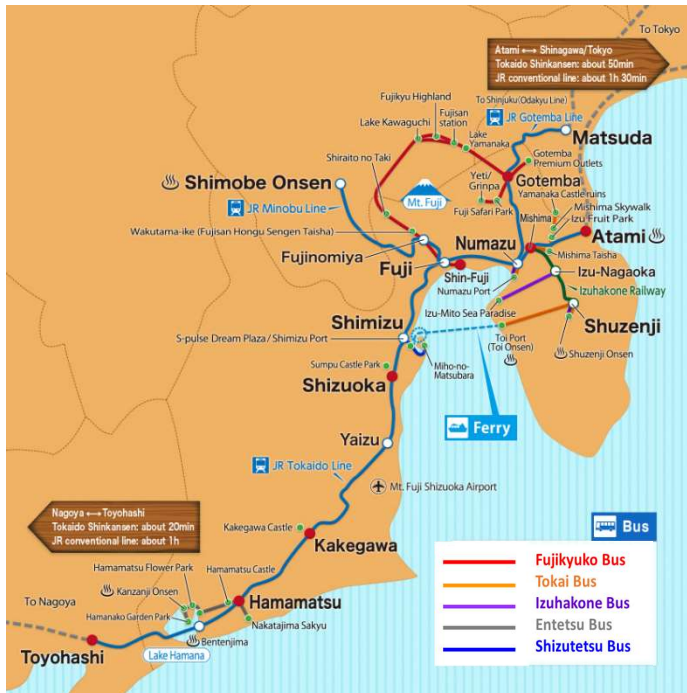 To Tokyo
Atami ⟷ Shinagawa/Tokyo
Tokaido Shinkansen: about 50min
JR conventional line: about 1h 30min
Fujikyu Highland
Lake Kawaguchi
Fujisan
station
Lake
Yamanaka
To Shinjuku (Odakyu Line)
JR Gotemba Line
Matsuda
Gotemba
Premium Outlets
Gotemba
Yeti/
Grinpa
Fuji Safari Park
Yamanaka Castle ruins
Mishima Skywalk
Izu Fruit Park
Shiraito no Taki
Mt. Fuji
Shimobe Onsen
JR Minobu Line
Wakutama-ike (Fujisan Hongu Sengen Taisha)
Fujinomiya
Fuji
Shin-Fuji
Numazu
Mishima
Atami
Mishima Taisha
Numazu Port
Izu-Nagaoka
Izuhakone Railway
Izu-Mito Sea Paradise
Shuzenji
Shimizu
S-pulse Dream Plaza/Shimizu Port
Toi Port
(Toi Onsen)
Shuzenji Onsen
Sumpu Castle Park
Miho-no-
Matsubara
Shizuoka
Ferry
Yaizu
JR Tokaido Line
Mt. Fuji Shizuoka Airport
Nagoya ⟷ Toyohashi
Tokaido Shinkansen: about 20min
JR conventional line: about 1h
Kakegawa Castle
Kakegawa
Hamamatsu Flower Park
Hamamatsu Castle
Kanzanji Onsen
Hamamatsu
To Nagoya
Hamanako Garden Park
Nakatajima Sakyu
Bentenjima
Toyohashi
Lake Hamana
Bus
Fujikyuko Bus
Tokai Bus
Izuhakone Bus
Entetsu Bus
Shizutetsu Bus